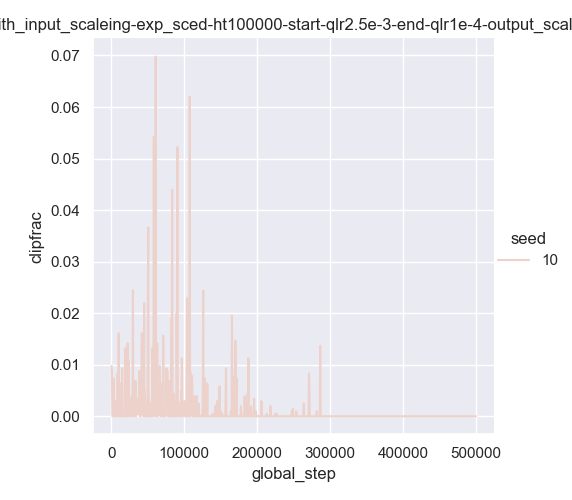 ith_input_scaleing-exp_sced-ht100000-start-qlr2.5e-3-end-qlr1e-4-output_scal
0.07
0.06
0.05
0.04
0.03
0.02
0.01
0.00
clipfrac
0 100000 200000 300000 400000 500000
global_step
seed
10